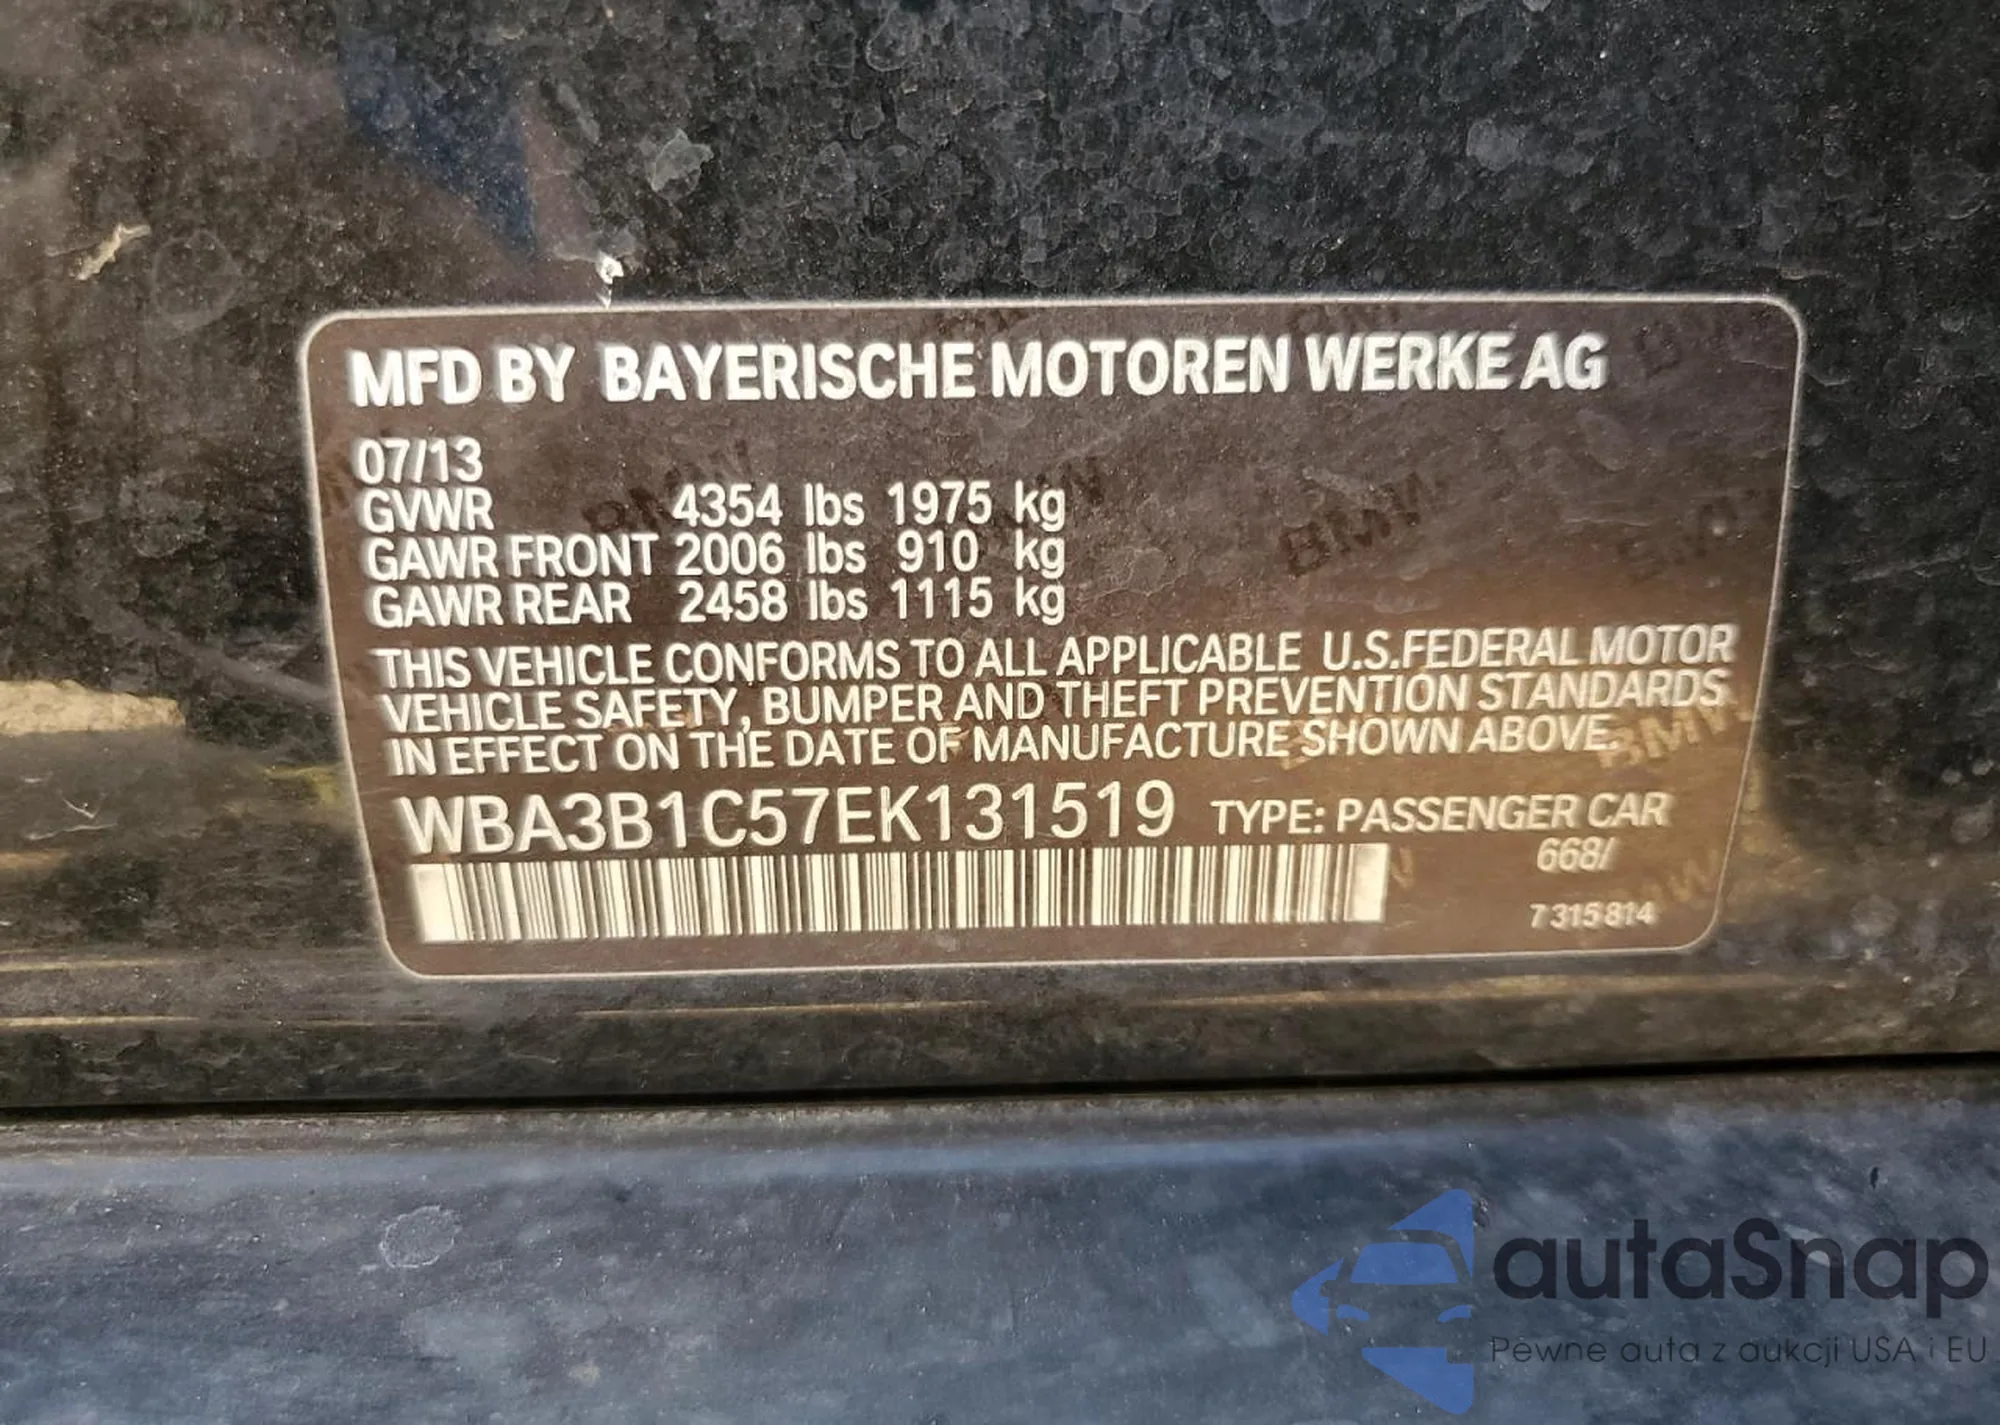 MFD BY BAYERISCHE MOTOREN WERKE AG
07/13
GVWR 4354 lbs 1975 kg
GAWR FRONT 2006 lbs 910 kg
GAWR REAR 2458 lbs 1115 kg
THIS VEHICLE CONFORMS TO ALL APPLICABLE U.S.FEDERAL MOTOR
VEHICLE SAFETY, BUMPER AND THEFT PREVENTION STANDARDS
IN EFFECT ON THE DATE OF MANUFACTURE SHOWN ABOVE.
WBA3B1C57EK131519 TYPE: PASSENGER CAR
668/
7 315 814
autaSnap
Pewne auta z aukcji USA i EU